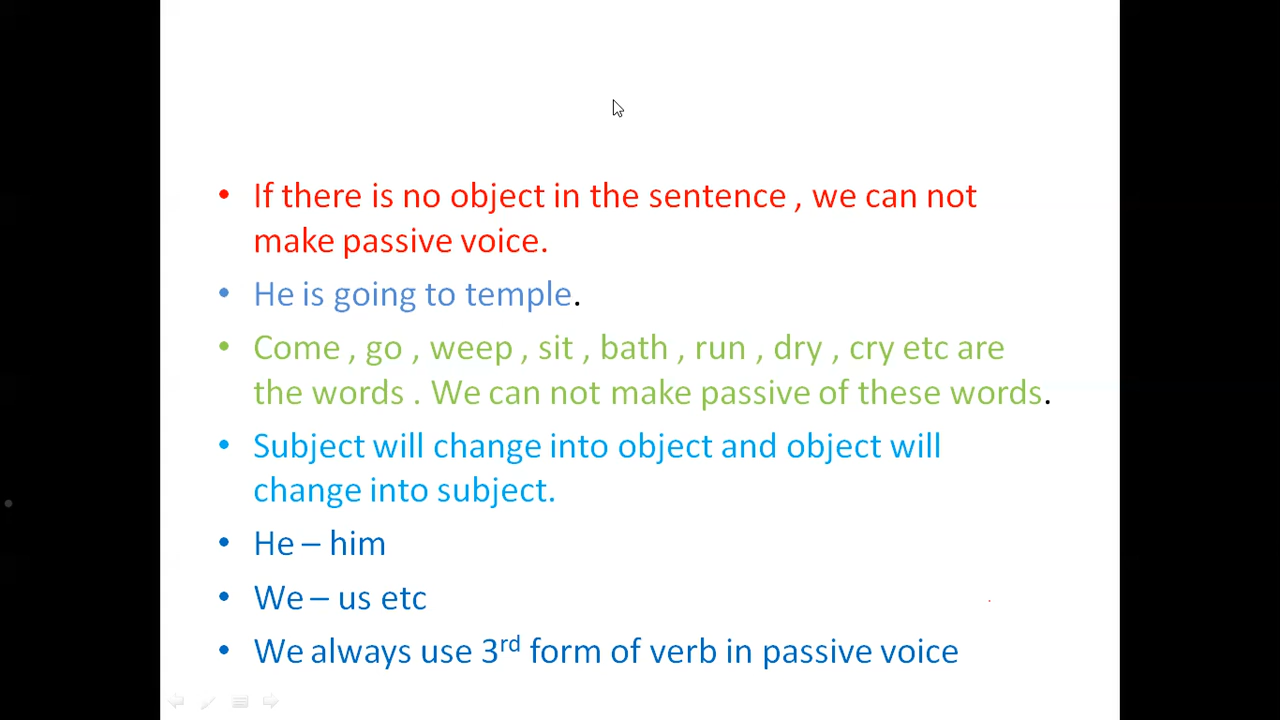 • If there is no object in the sentence , we can not
make passive voice.
• He is going to temple.
• Come , go , weep , sit , bath , run , dry , cry etc are
the words . We can not make passive of these words.
• Subject will change into object and object will
change into subject.
• He – him
• We – us etc
• We always use 3rd form of verb in passive voice